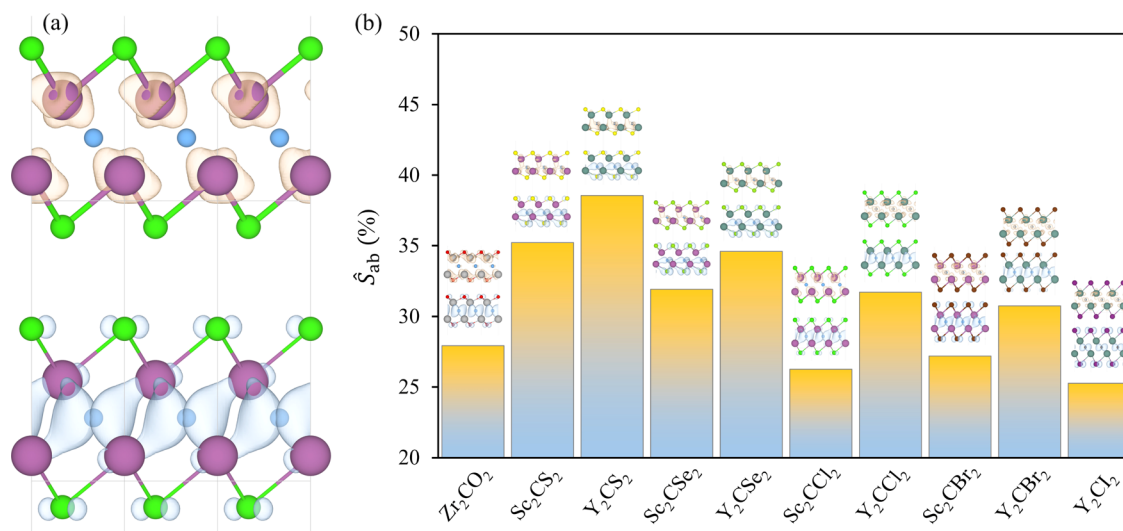 (a)
(b)
50
45
40
35
30
25
20
Ŝab (%)
Zr₂CO₂
Sc₂CS₂
Y₂CS₂
Sc₂CSe₂
Y₂CSe₂
Sc₂CCl₂
Y₂CCl₂
Sc₂CBr₂
Y₂CBr₂
Y₂CI₂